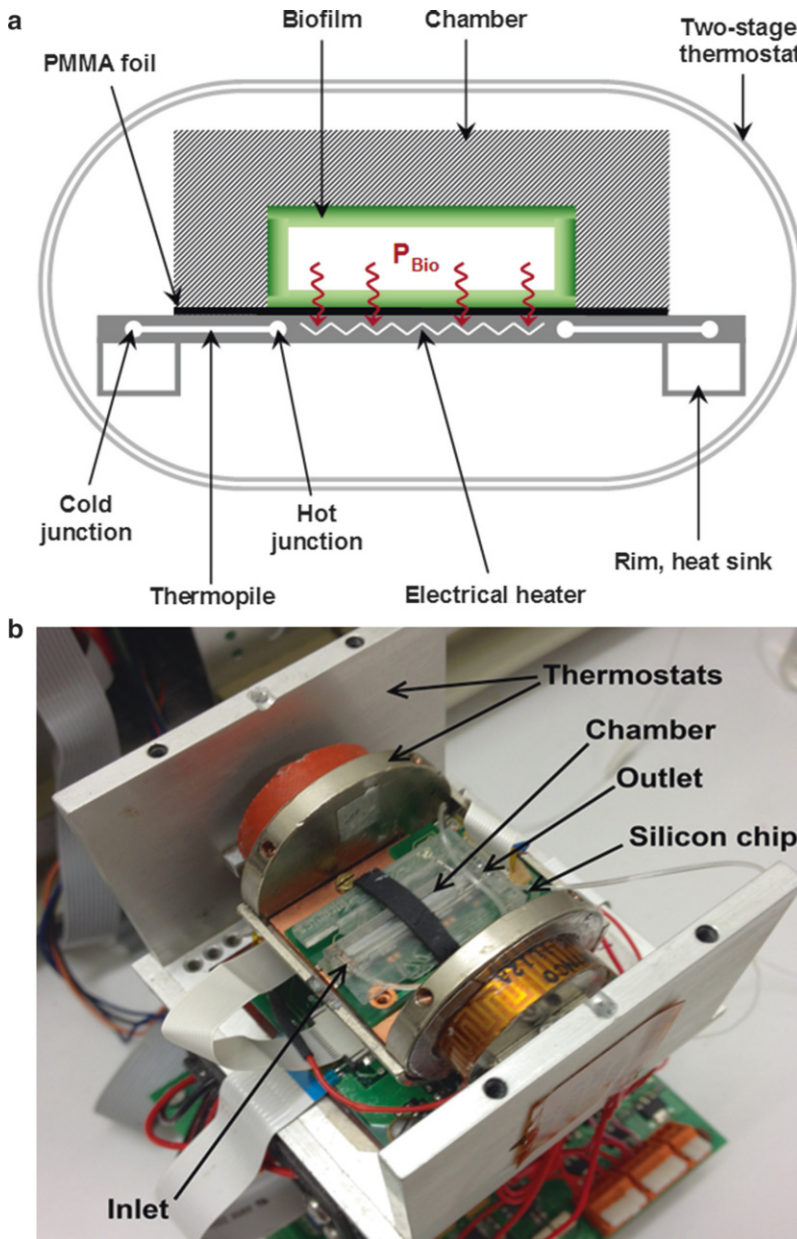 a
Biofilm
Chamber
Two-stage
thermostat
PMMA foil
P Bio
Cold
junction
Hot
junction
Rim, heat sink
Thermopile
Electrical heater
b
Thermostats
Chamber
Outlet
Silicon chip
Inlet